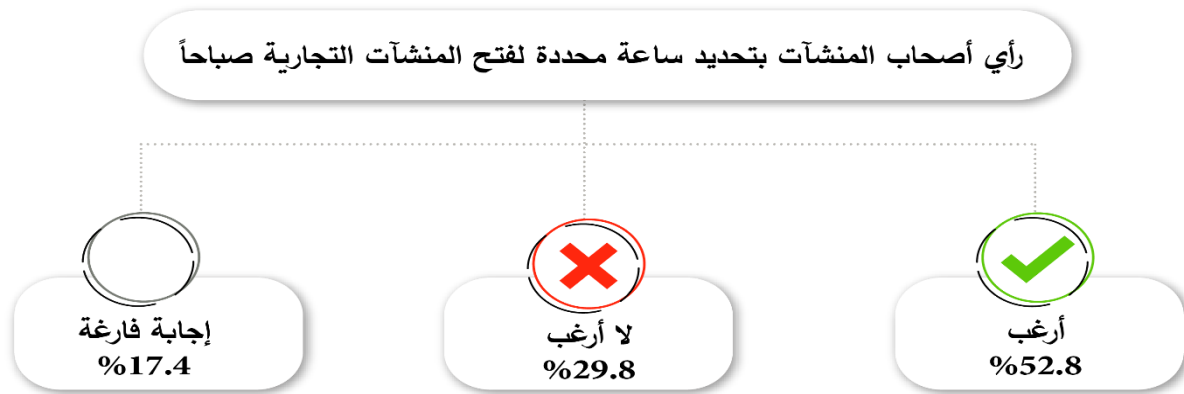 رأي أصحاب المنشآت بتحديد ساعة محددة لفتح المنشآت التجارية صباحاً
أرغب
%52.8
لا أرغب
%29.8
إجابة فارغة
%17.4